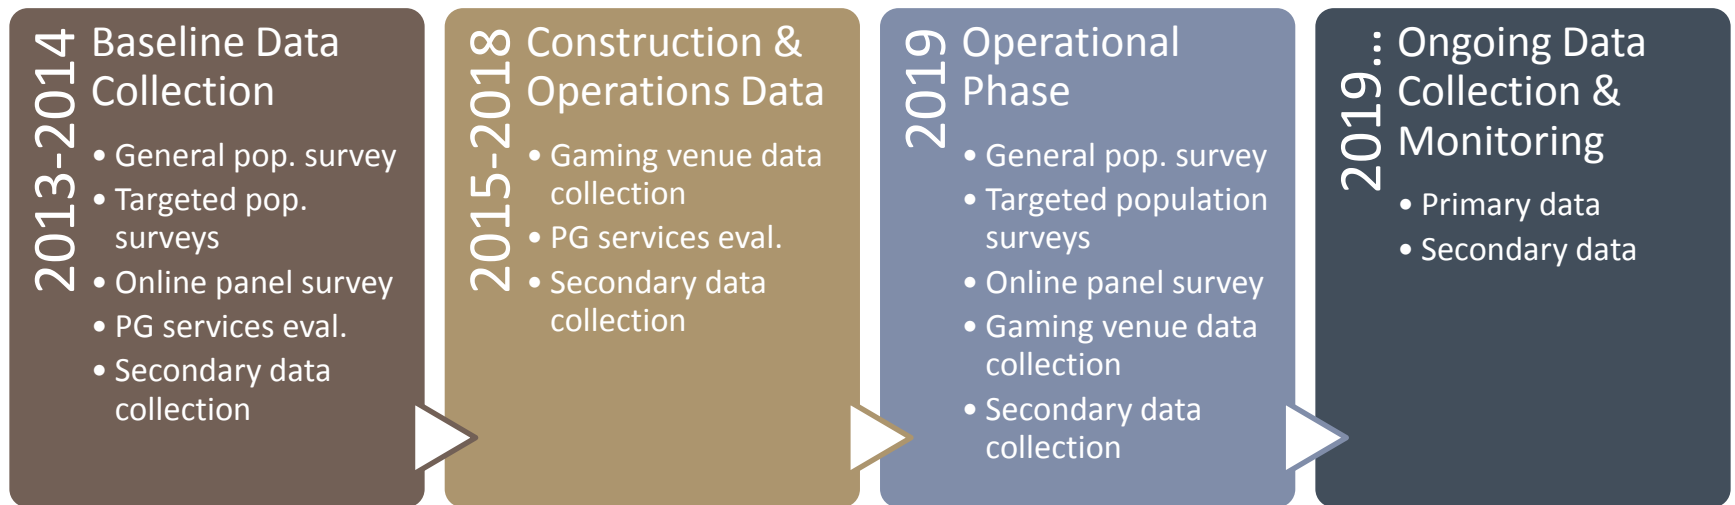 2013-2014
Baseline Data
Collection
• General pop. survey
• Targeted pop.
surveys
• Online panel survey
• PG services eval.
• Secondary data
collection
2015-2018
Construction &
Operations Data
• Gaming venue data
collection
• PG services eval.
• Secondary data
collection
2019
Operational
Phase
• General pop. survey
• Targeted population
surveys
• Online panel survey
• Gaming venue data
collection
• Secondary data
collection
2019...
Ongoing Data
Collection &
Monitoring
• Primary data
• Secondary data